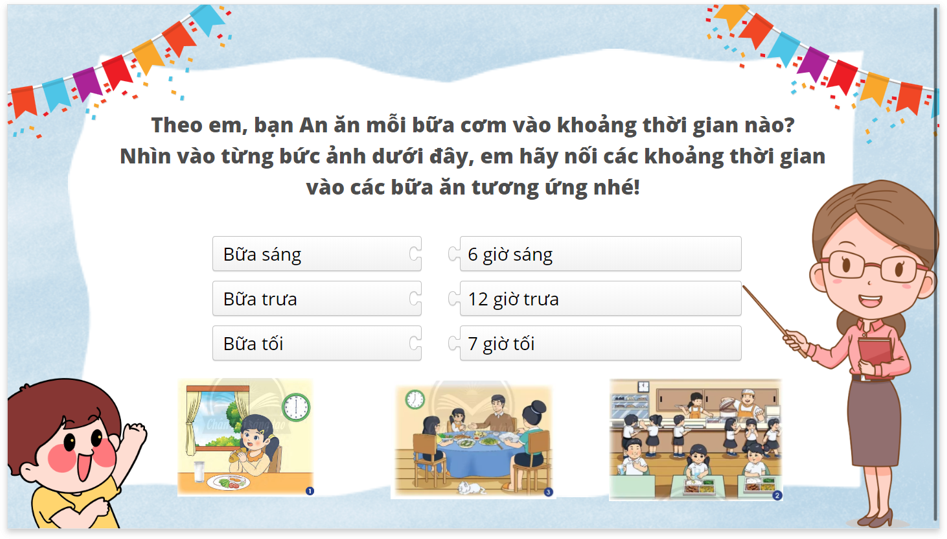 Theo em, bạn An ăn mỗi bữa cơm vào khoảng thời gian nào?
Nhìn vào từng bức ảnh dưới đây, em hãy nối các khoảng thời gian
vào các bữa ăn tương ứng nhé!
Bữa sáng
6 giờ sáng
Bữa trưa
12 giờ trưa
Bữa tối
7 giờ tối
1
3
2